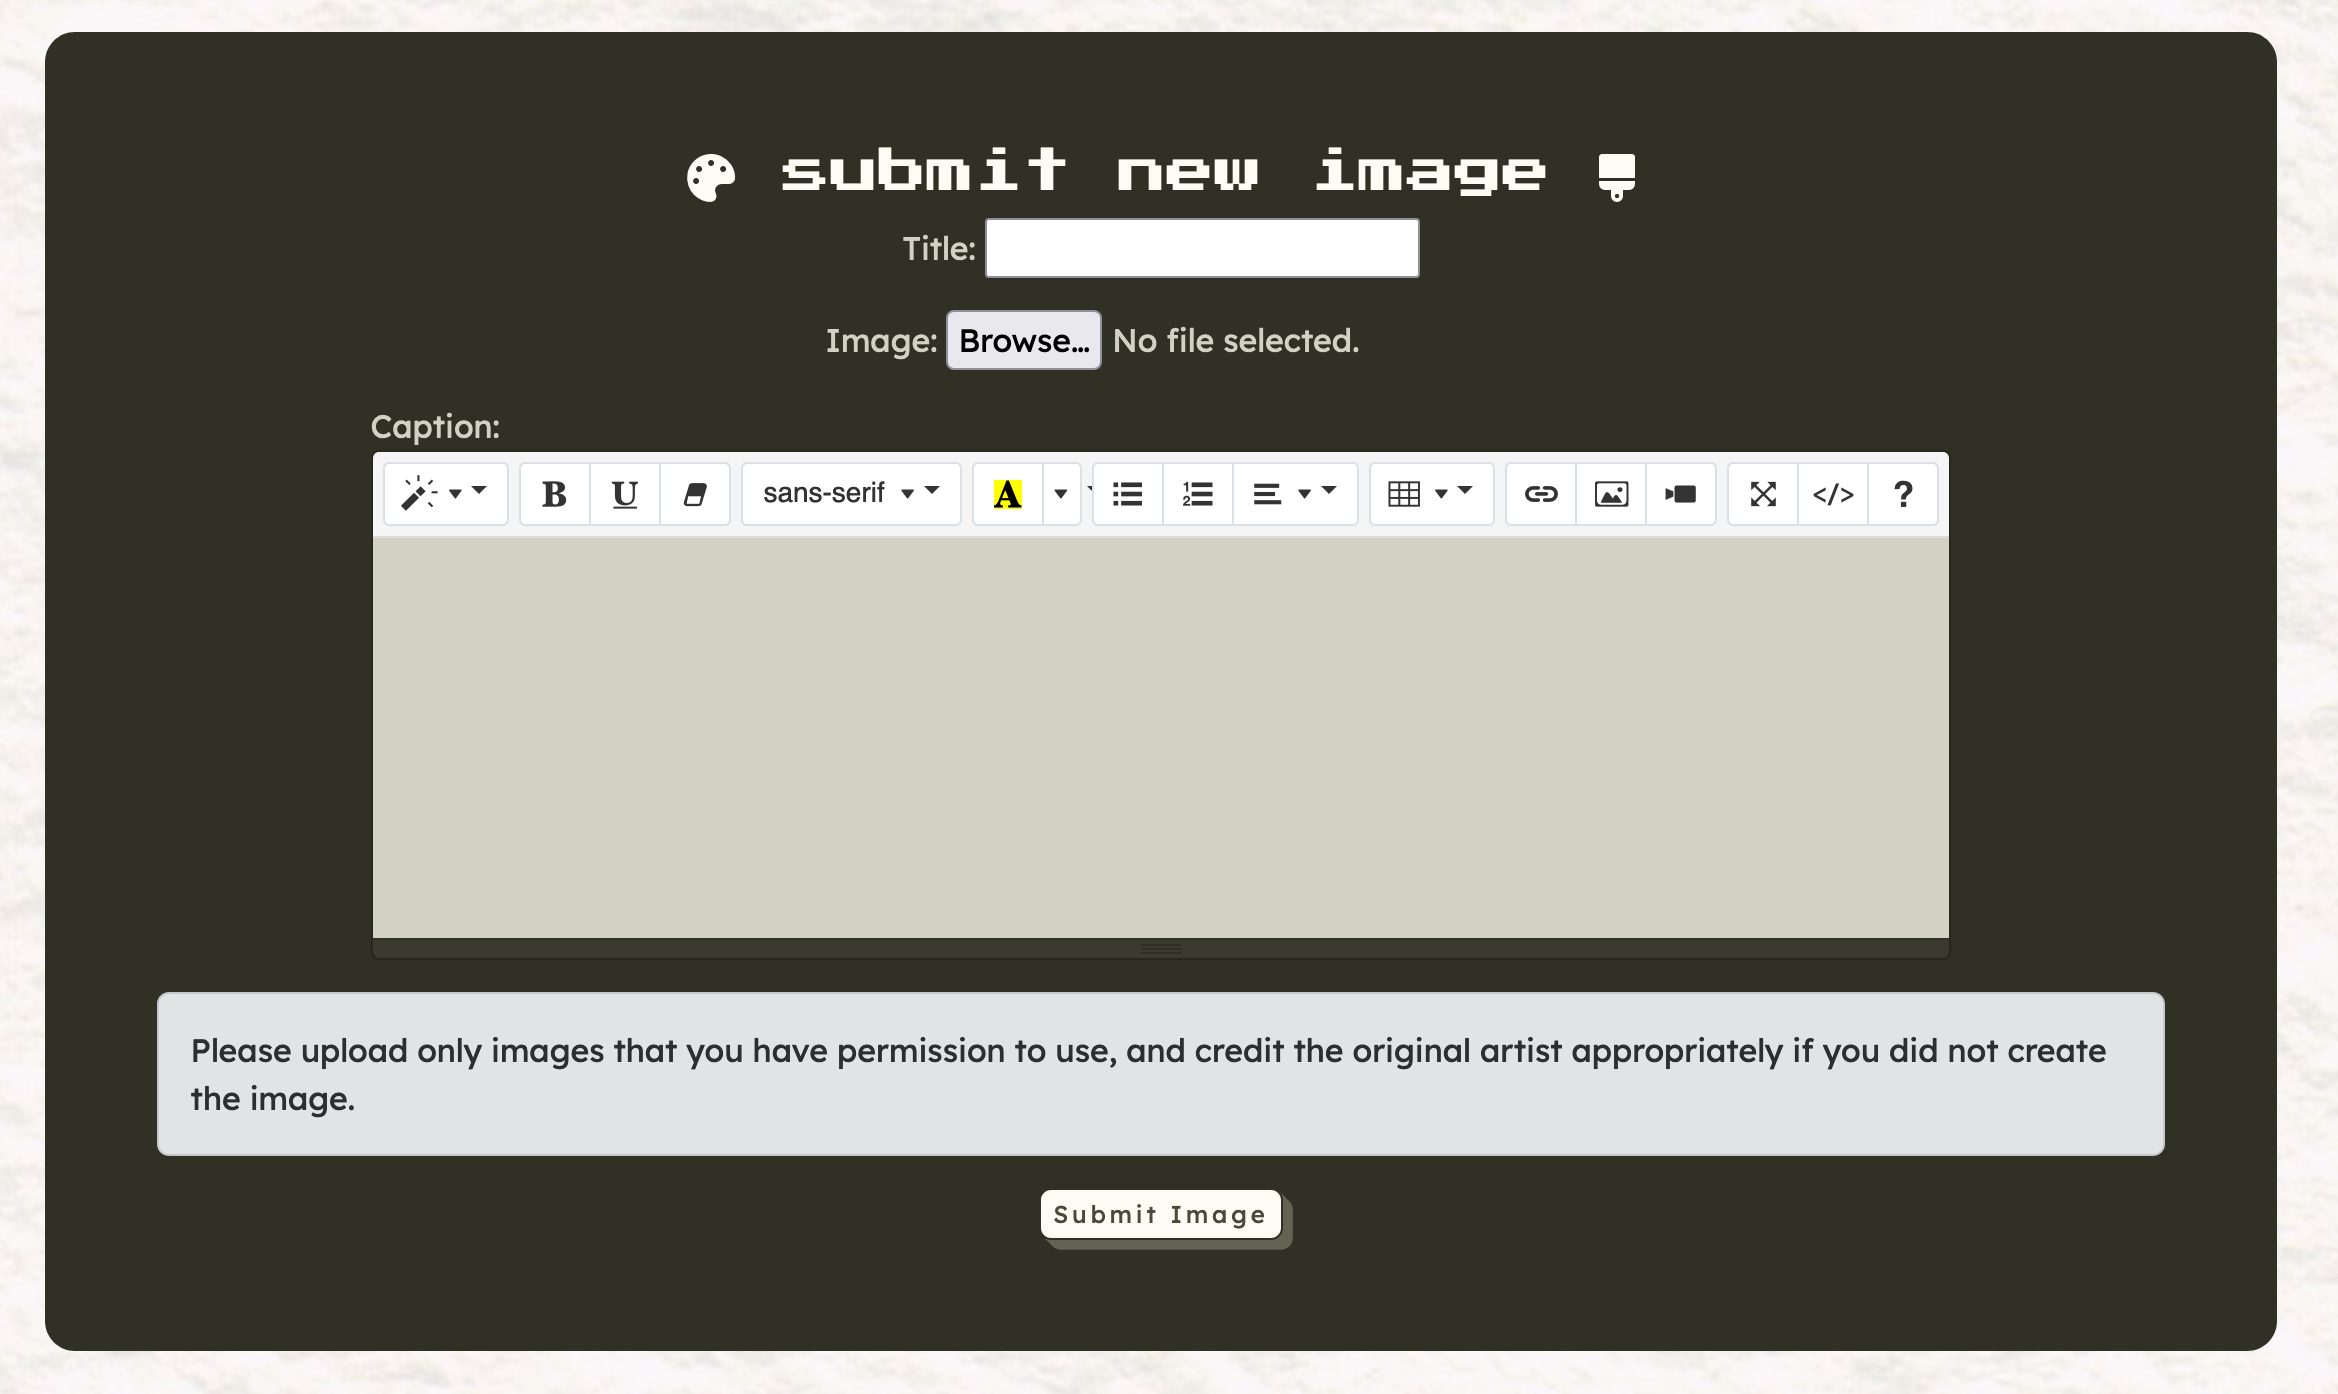 submit new image
Title:
Image: Browse... No file selected.
Caption:
B U sans-serif A </> ?
Please upload only images that you have permission to use, and credit the original artist appropriately if you did not create
the image.
Submit Image